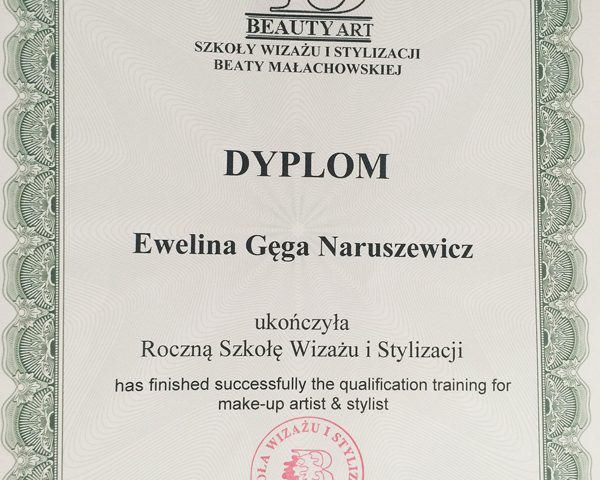 BEAUTY ART
SZKOŁY WIZAŻU I STYLIZACJI
BEATY MAŁACHOWSKIEJ
DYPLOM
Ewelina Gęga Naruszewicz
ukończyła
Roczną Szkołę Wizażu i Stylizacji
has finished successfully the qualification training for
make-up artist & stylist
WIZAŻU I
B